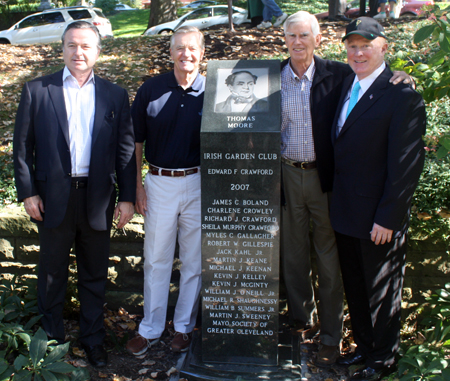 THOMAS
MOORE
IRISH GARDEN CLUB
EDWARD F CRAWFORD
2007
JAMES C BOLAND
CHARLENE CROWLEY
RICHARD J CRAWFORD
SHEILA MURPHY CRAWFORD
MYLES C GALLAGHER
ROBERT W GILLESPIE
JACK KAHL JR
MARTIN J KEANE
MICHAEL J KEENAN
KEVIN J KELLEY
KEVIN J MCGINTY
WILLIAM J O'NEILL JR
MICHAEL R SHAUGHNESSY
WILLIAM B SUMMERS JR
MARTIN J SWEENEY
MAYO SOCIETY OF
GREATER CLEVELAND